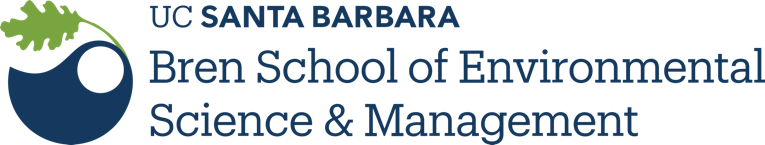 UC SANTA BARBARA
Bren School of Environmental
Science & Management